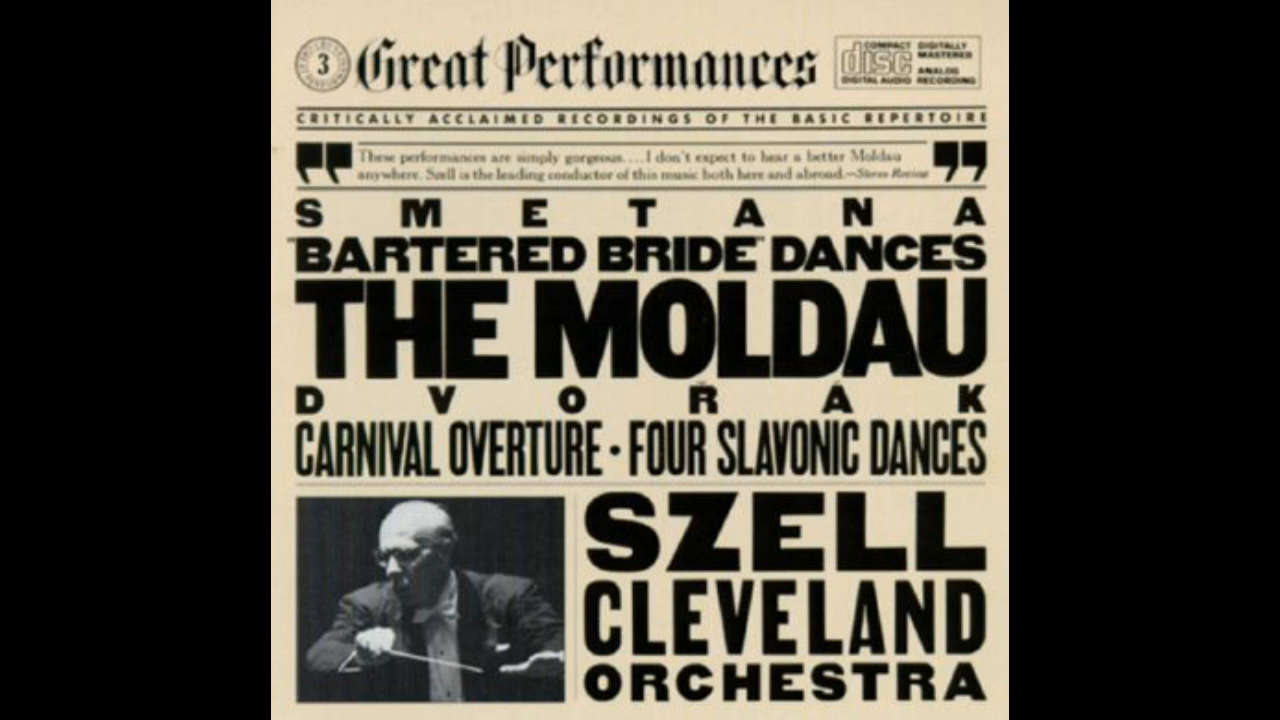 3 Great Performances
COMPACT disc DIGITAL AUDIO
DIGITALLY MASTERED
ANALOG RECORDING
CRITICALLY ACCLAIMED RECORDINGS OF THE BASIC REPERTOIRE
"These performances are simply gorgeous....I don't expect to hear a better Moldau
anywhere. Szell is the leading conductor of this music both here and abroad.—Stereo Review"
SMETANA
"BARTERED BRIDE" DANCES
THE MOLDAU
DVOŘÁK
CARNIVAL OVERTURE • FOUR SLAVONIC DANCES
SZELL
CLEVELAND
ORCHESTRA